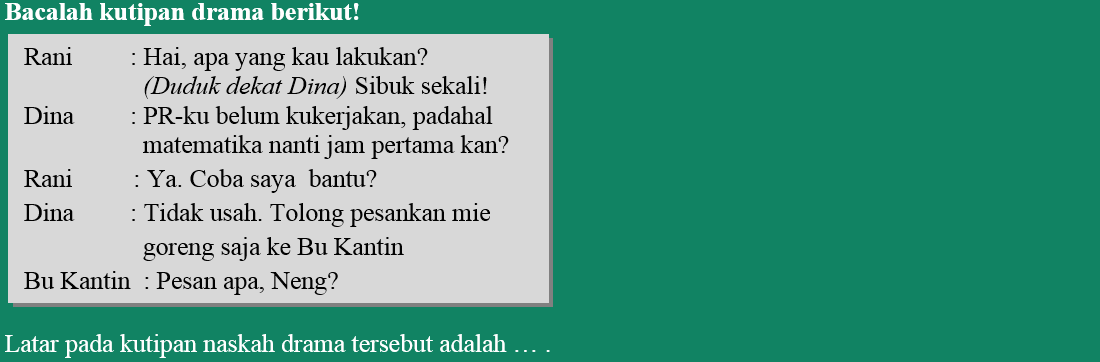 Bacalah kutipan drama berikut!
Rani : Hai, apa yang kau lakukan?
(Duduk dekat Dina) Sibuk sekali!
Dina : PR-ku belum kukerjakan, padahal
matematika nanti jam pertama kan?
Rani : Ya. Coba saya bantu?
Dina : Tidak usah. Tolong pesankan mie
goreng saja ke Bu Kantin
Bu Kantin : Pesan apa, Neng?
Latar pada kutipan naskah drama tersebut adalah ... .